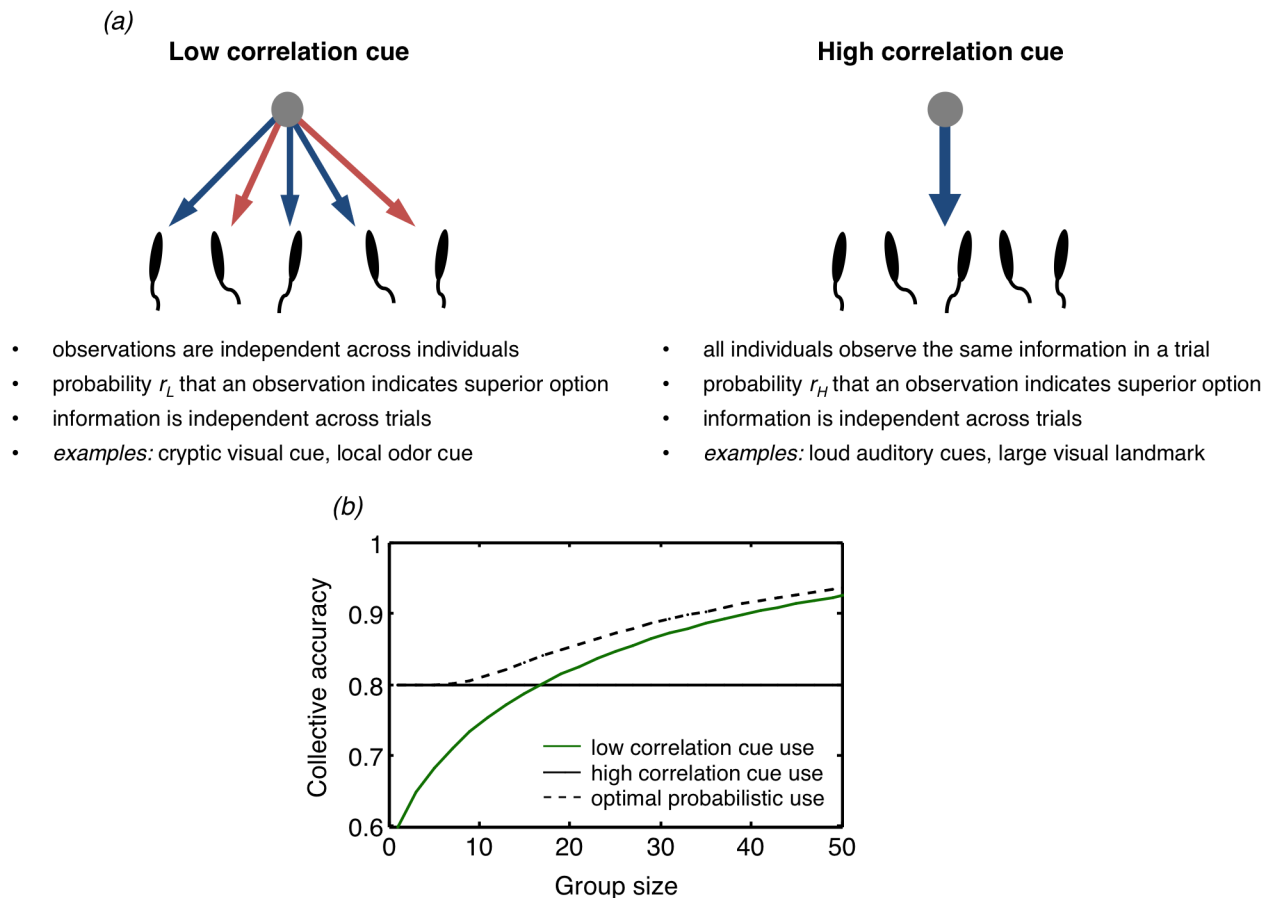 (a)
Low correlation cue
• observations are independent across individuals
• probability r_L that an observation indicates superior option
• information is independent across trials
• examples: cryptic visual cue, local odor cue
High correlation cue
• all individuals observe the same information in a trial
• probability r_H that an observation indicates superior option
• information is independent across trials
• examples: loud auditory cues, large visual landmark
(b)
Collective accuracy
1
0.9
0.8
0.7
0.6
low correlation cue use
high correlation cue use
optimal probabilistic use
0 10 20 30 40 50
Group size